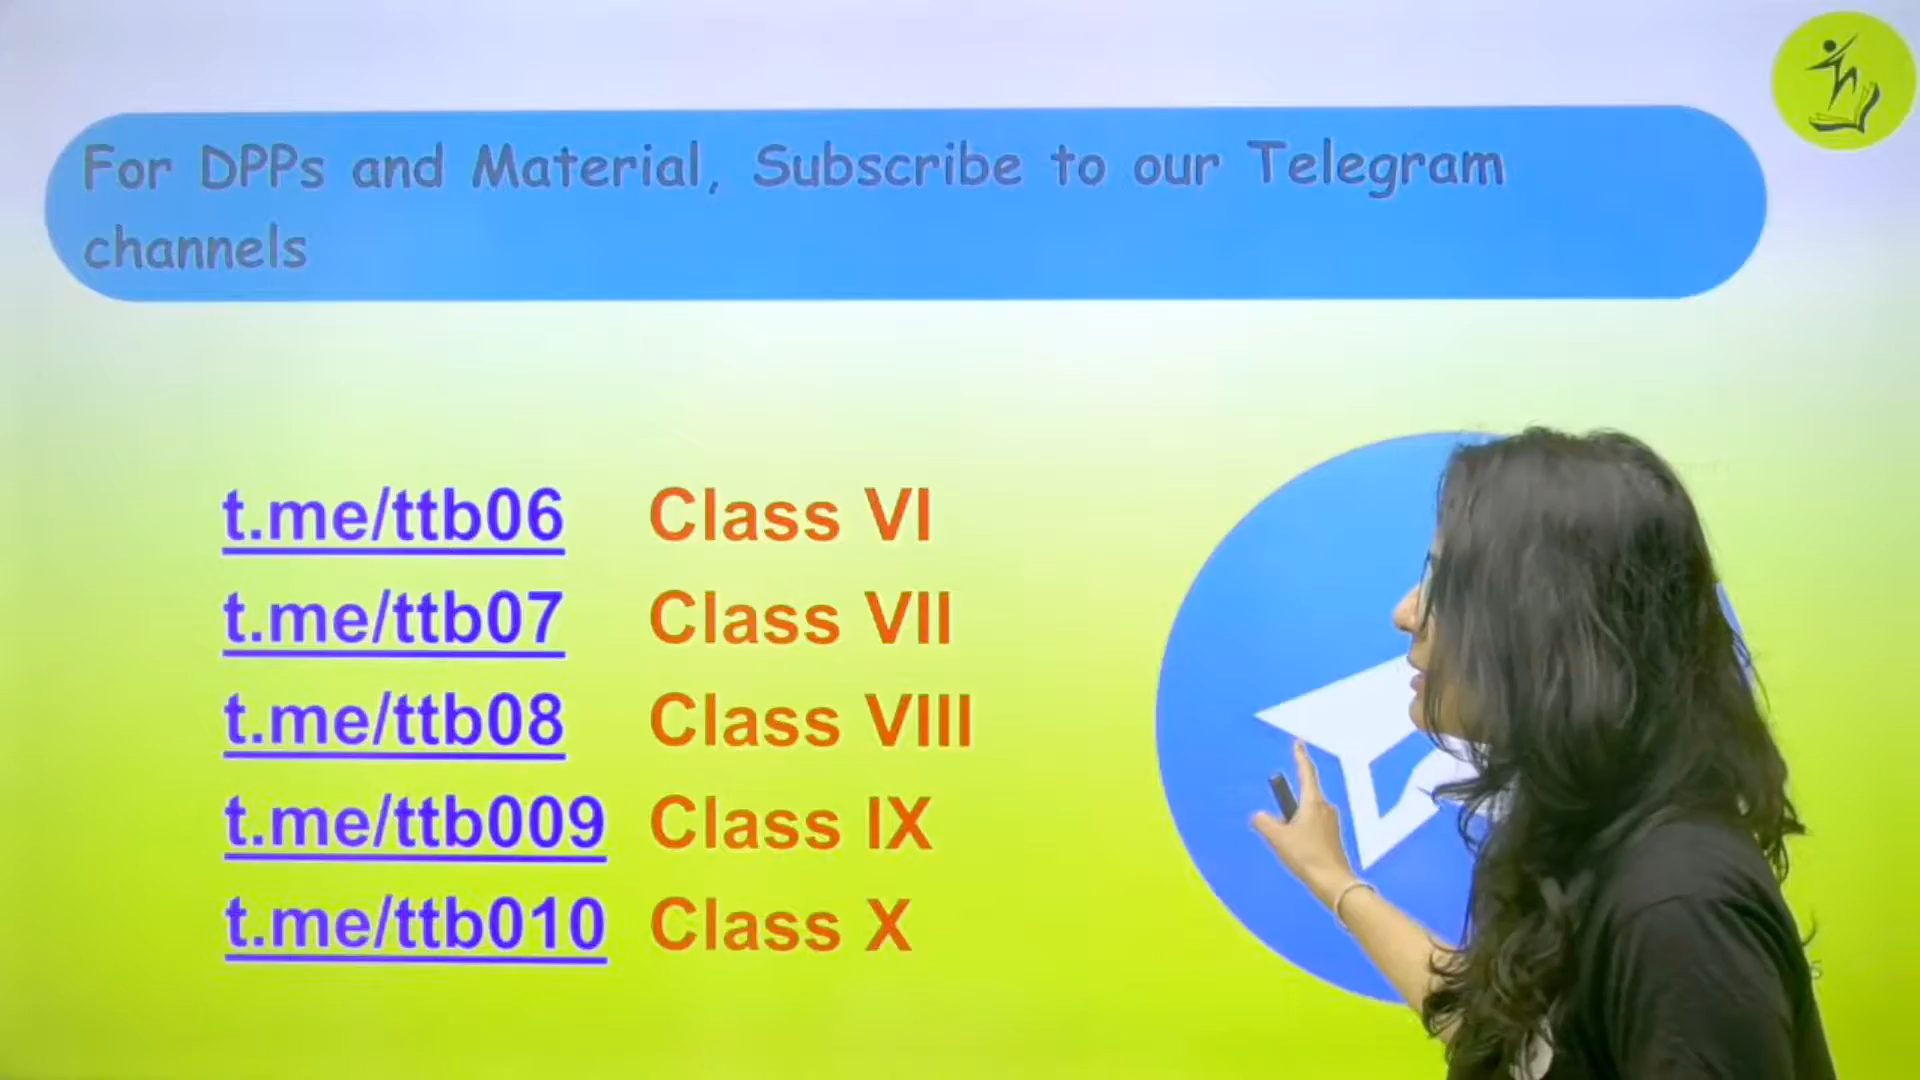 For DPPs and Material, Subscribe to our Telegram
channels
t.me/ttb06 Class VI
t.me/ttb07 Class VII
t.me/ttb08 Class VIII
t.me/ttb009 Class IX
t.me/ttb010 Class X